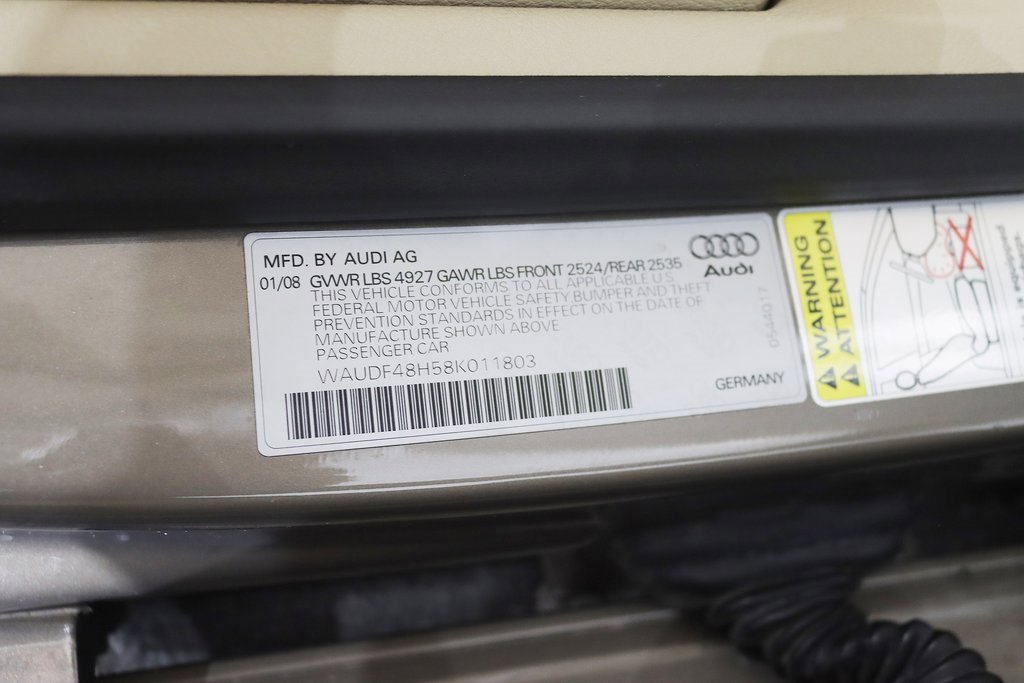 MFD. BY AUDI AG
01/08 GVWR LBS 4927 GAWR LBS FRONT 2524/REAR 2535
THIS VEHICLE CONFORMS TO ALL APPLICABLE U.S.
FEDERAL MOTOR VEHICLE SAFETY BUMPER AND THEFT
PREVENTION STANDARDS IN EFFECT ON THE DATE OF
MANUFACTURE SHOWN ABOVE
PASSENGER CAR
WAUDF48H58K011803
Audi
0544017
GERMANY
WARNING
ATTENTION